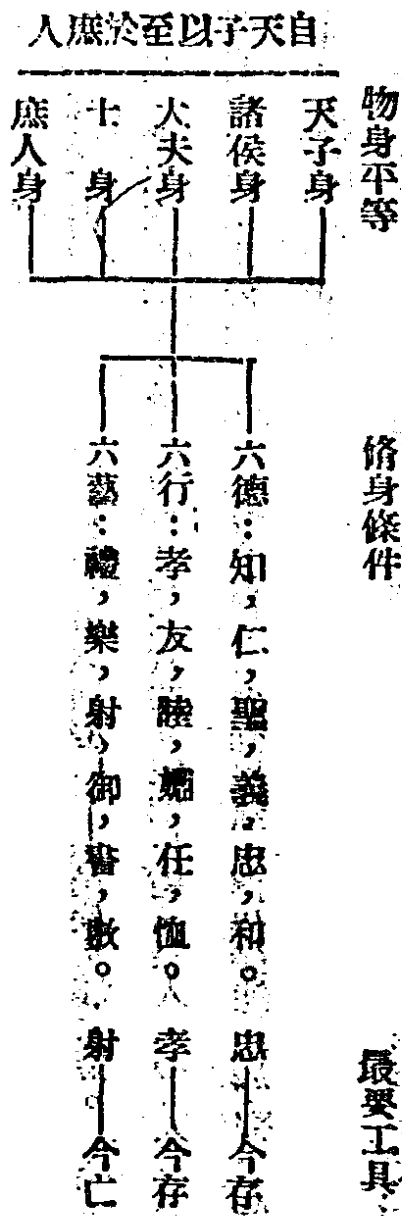 自天子以至於庶人
物身平等
天子身
諸侯身
大夫身
士身
庶人身
脩身條件
六德：知，仁，聖，義，忠，和。
六行：孝，友，睦，婣，任，恤。
六藝：禮，樂，射，御，書，數。
最要工具
忠——今存
孝——今存
射——今亡